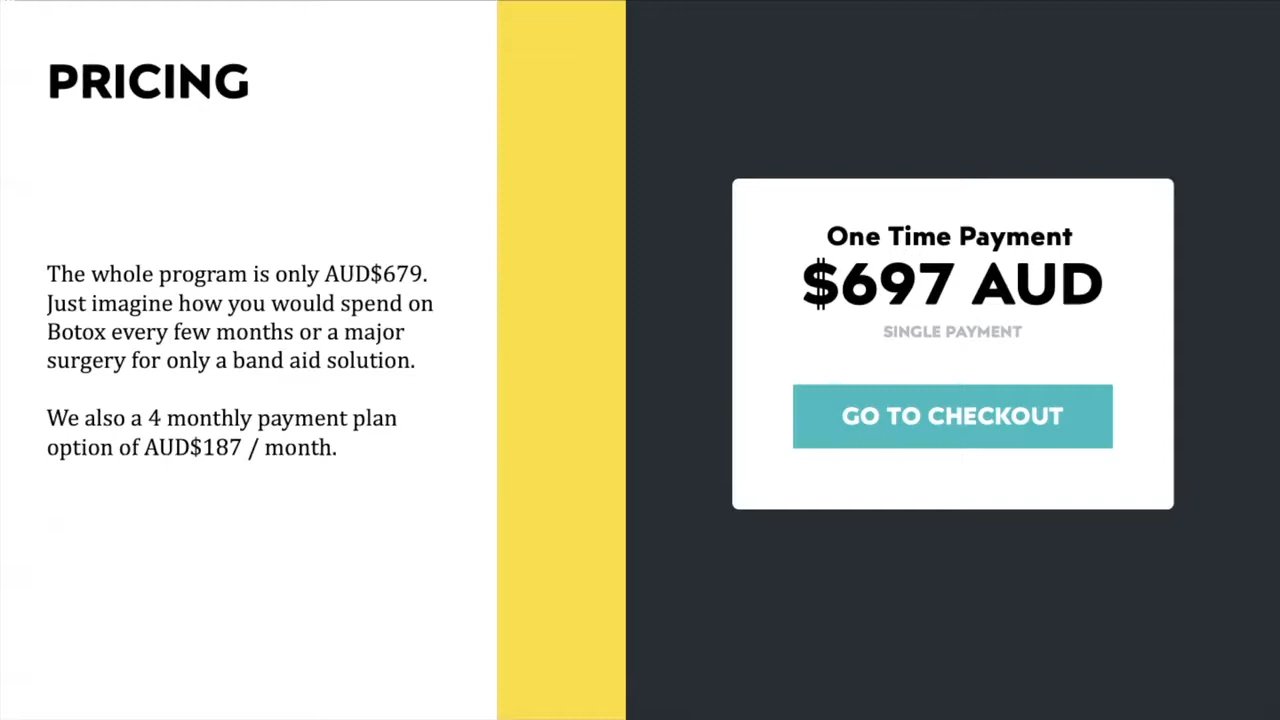 PRICING
The whole program is only AUD$679.
Just imagine how you would spend on
Botox every few months or a major
surgery for only a band aid solution.
We also a 4 monthly payment plan
option of AUD$187 / month.
One Time Payment
$697 AUD
SINGLE PAYMENT
GO TO CHECKOUT